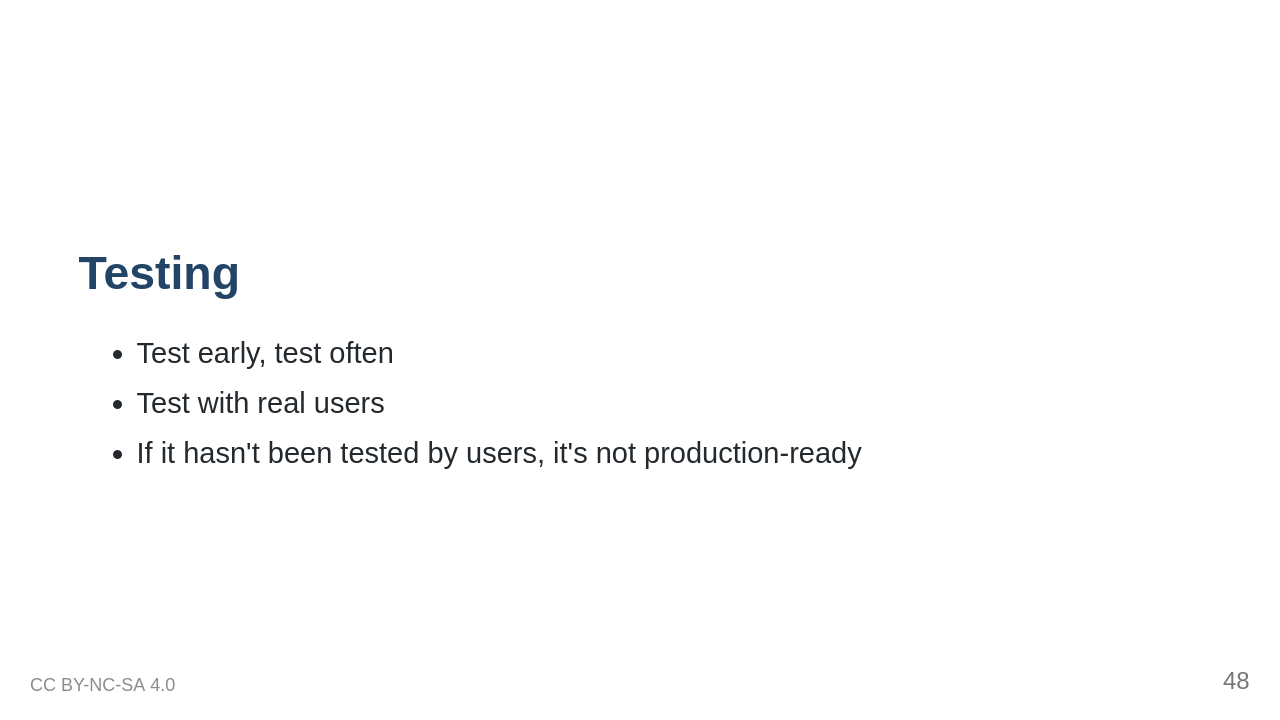 Testing
• Test early, test often
• Test with real users
• If it hasn't been tested by users, it's not production-ready
CC BY-NC-SA 4.0
48